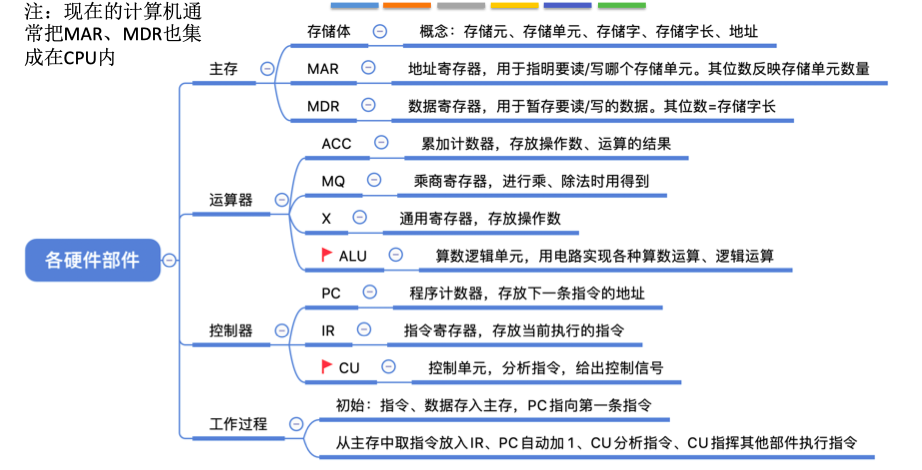 注：现在的计算机通
常把MAR、MDR也集
成在CPU内
各硬件部件
主存
存储体
概念：存储元、存储单元、存储字、存储字长、地址
MAR
地址寄存器，用于指明要读/写哪个存储单元。其位数反映存储单元数量
MDR
数据寄存器，用于暂存要读/写的数据。其位数=存储字长
运算器
ACC
累加计数器，存放操作数、运算的结果
MQ
乘商寄存器，进行乘、除法时用得到
X
通用寄存器，存放操作数
ALU
算数逻辑单元，用电路实现各种算数运算、逻辑运算
控制器
PC
程序计数器，存放下一条指令的地址
IR
指令寄存器，存放当前执行的指令
CU
控制单元，分析指令，给出控制信号
工作过程
初始：指令、数据存入主存，PC指向第一条指令
从主存中取指令放入IR、PC自动加1、CU分析指令、CU指挥其他部件执行指令